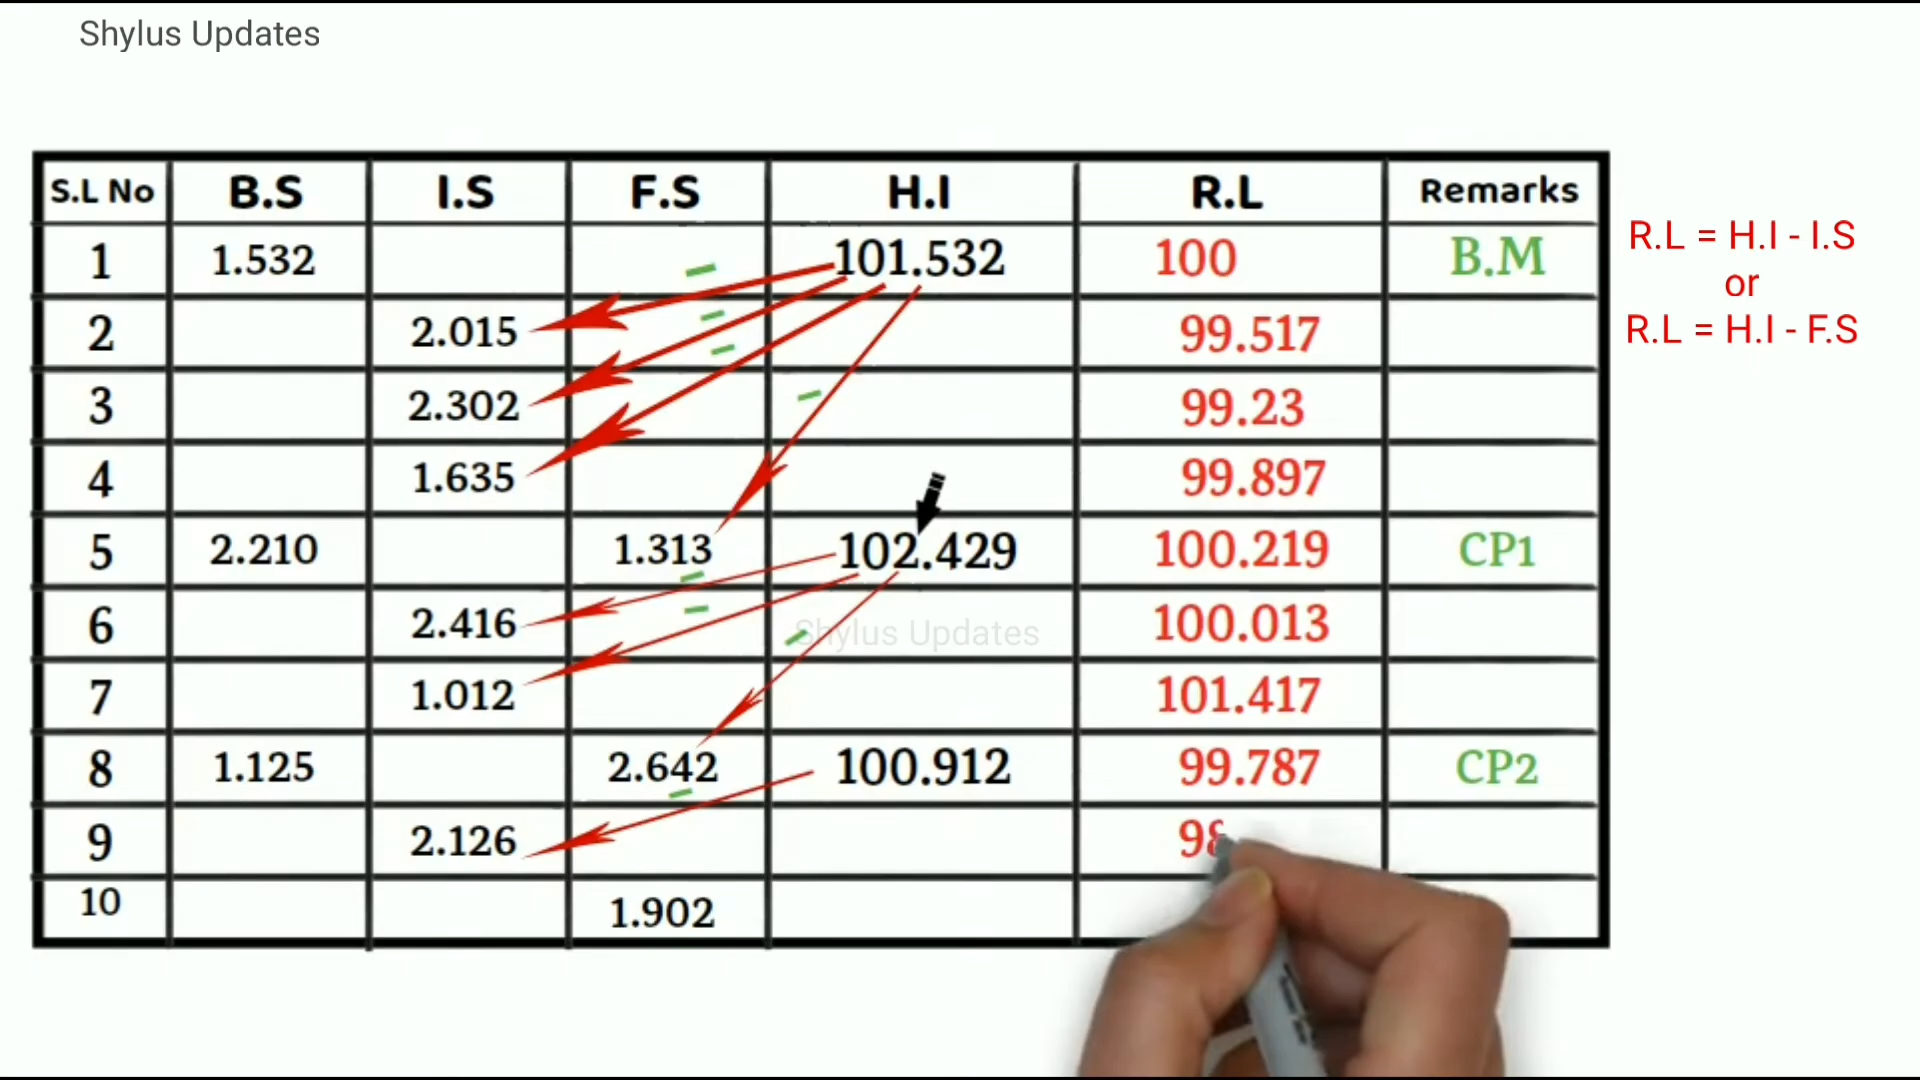 Shylus Updates
S.L No B.S I.S F.S H.I R.L Remarks
1 1.532 101.532 100 B.M
2 2.015 99.517
3 2.302 99.23
4 1.635 99.897
5 2.210 1.313 102.429 100.219 CP1
6 2.416 100.013
7 1.012 101.417
8 1.125 2.642 100.912 99.787 CP2
9 2.126 98
10 1.902
R.L = H.I - I.S
or
R.L = H.I - F.S
Shylus Updates